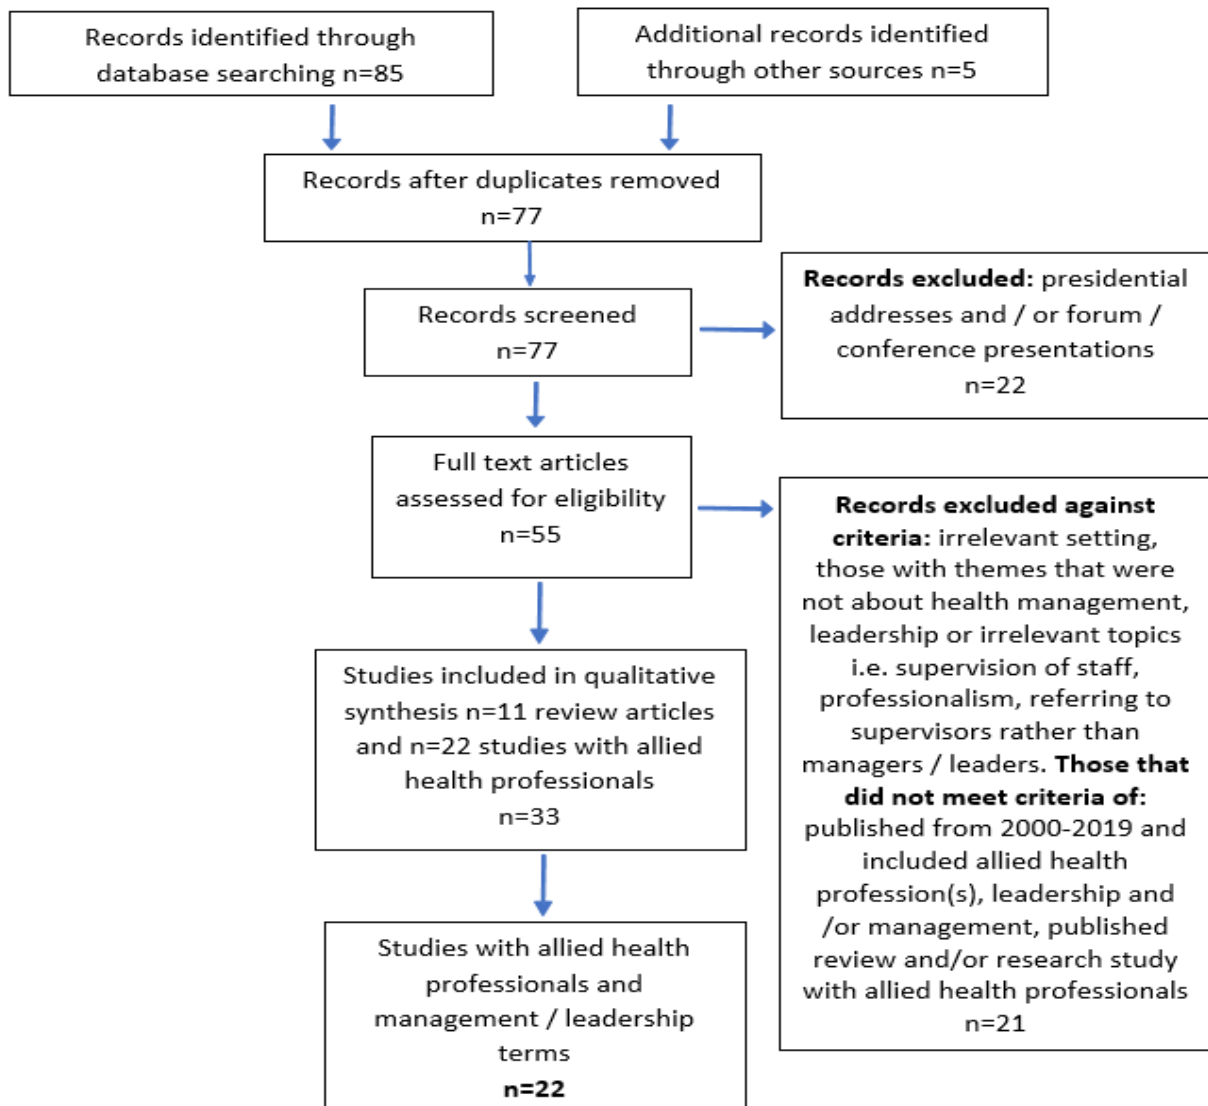 Records identified through
database searching n=85
Additional records identified
through other sources n=5
Records after duplicates removed
n=77
Records screened
n=77
Records excluded: presidential
addresses and / or forum /
conference presentations
n=22
Full text articles
assessed for eligibility
n=55
Records excluded against
criteria: irrelevant setting,
those with themes that were
not about health management,
leadership or irrelevant topics
i.e. supervision of staff,
professionalism, referring to
supervisors rather than
managers / leaders. Those that
did not meet criteria of:
published from 2000-2019 and
included allied health
profession(s), leadership and
/or management, published
review and/or research study
with allied health professionals
n=21
Studies included in qualitative
synthesis n=11 review articles
and n=22 studies with allied
health professionals
n=33
Studies with allied health
professionals and
management / leadership
terms
n=22